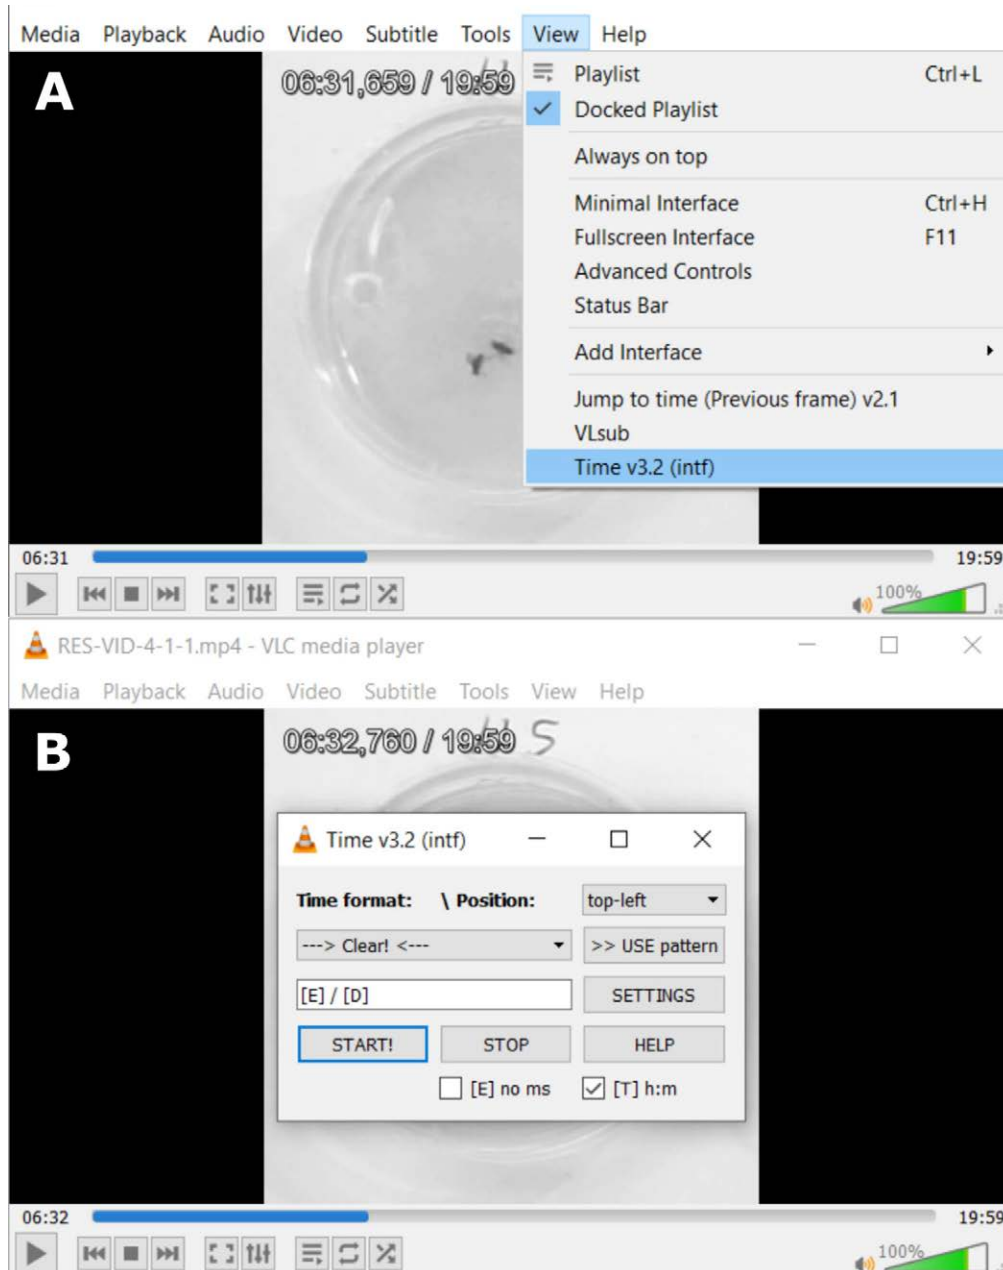 Media Playback Audio Video Subtitle Tools View Help
A
06:31,659 / 19:59
Playlist Ctrl+L
Docked Playlist
Always on top
Minimal Interface Ctrl+H
Fullscreen Interface F11
Advanced Controls
Status Bar
Add Interface
Jump to time (Previous frame) v2.1
VLsub
Time v3.2 (intf)
06:31 19:59
100%
RES-VID-4-1-1.mp4 - VLC media player
Media Playback Audio Video Subtitle Tools View Help
B
06:32,760 / 19:59 5
Time v3.2 (intf)
Time format: \ Position: top-left
---> Clear! <--- >> USE pattern
[E] / [D] SETTINGS
START! STOP HELP
[E] no ms [T] h:m
06:32 19:59
100%